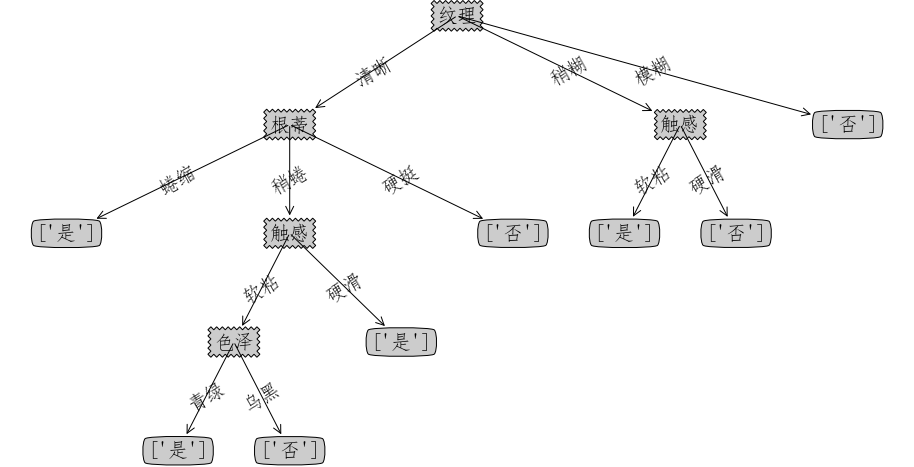 纹理
清晰
稍糊
模糊
根蒂
触感
['否']
蜷缩
稍蜷
硬挺
软粘
硬滑
['是']
触感
['否']
['是']
['否']
软粘
硬滑
色泽
['是']
青绿
乌黑
['是']
['否']